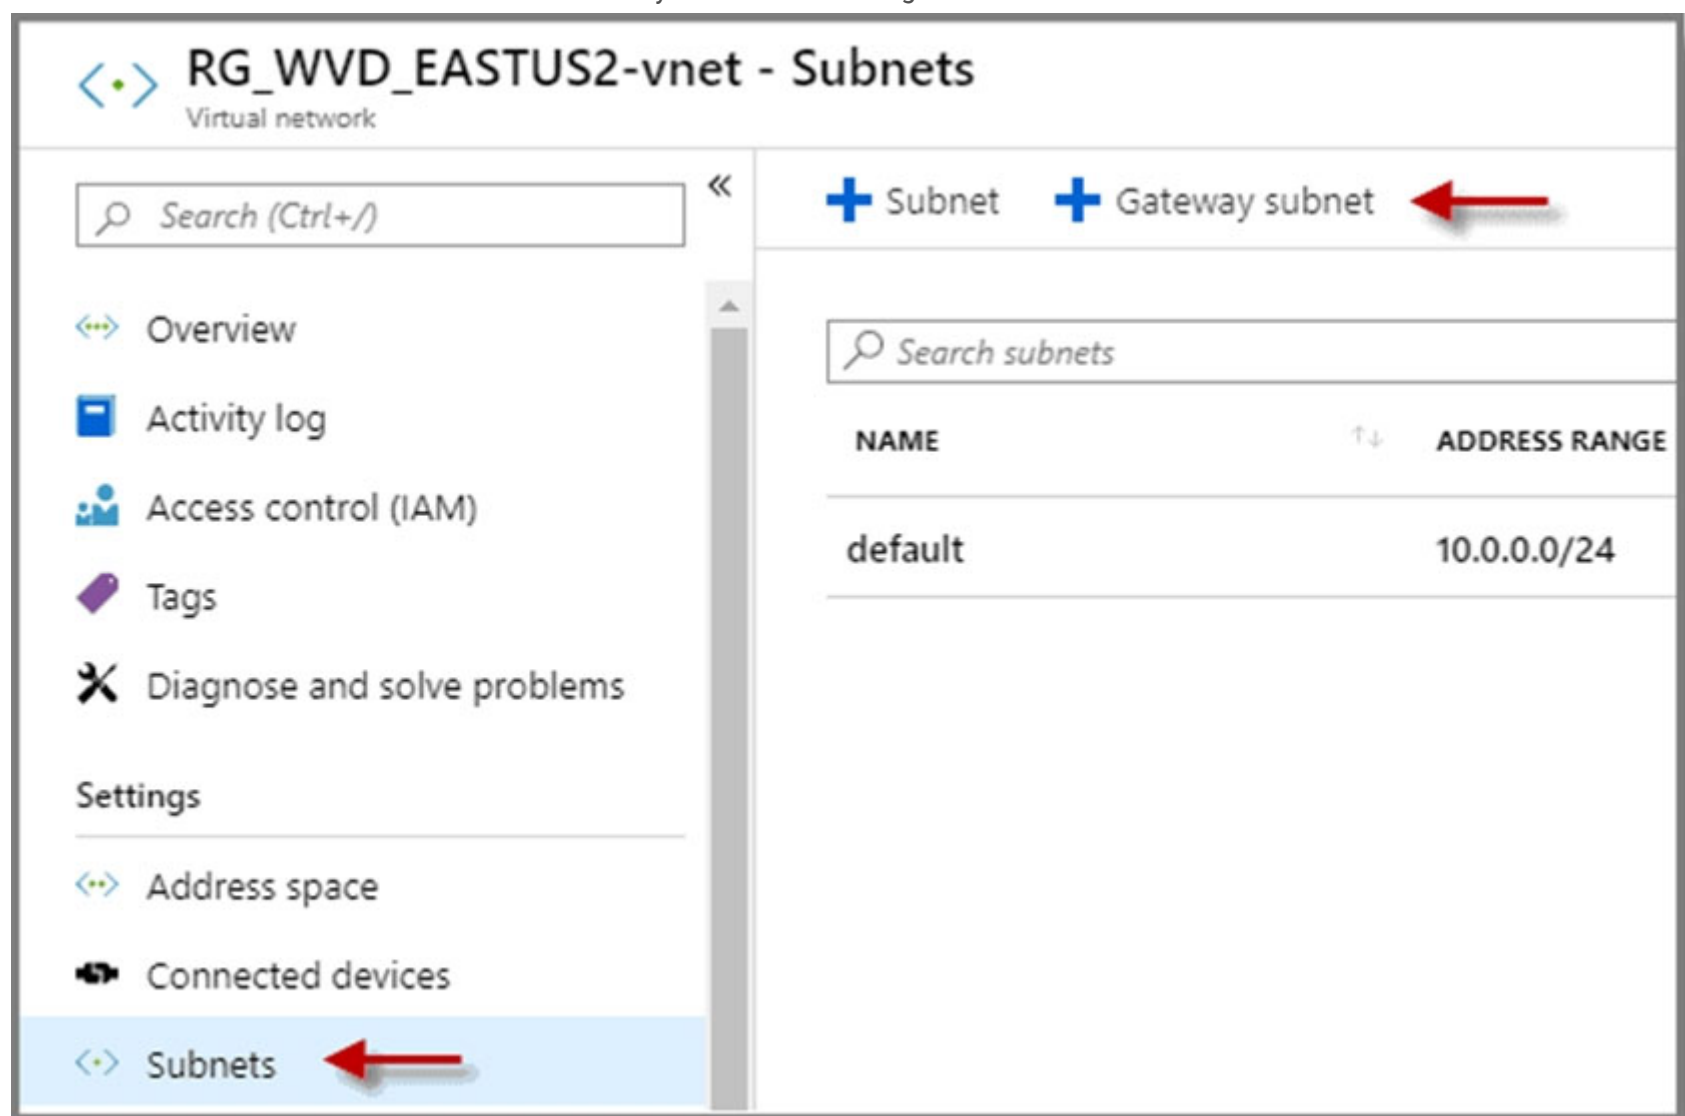 RG_WVD_EASTUS2-vnet - Subnets
Virtual network
Search (Ctrl+/)
«
Overview
Activity log
Access control (IAM)
Tags
Diagnose and solve problems
Settings
Address space
Connected devices
Subnets
Subnet
Gateway subnet
Search subnets
NAME
ADDRESS RANGE
default
10.0.0.0/24